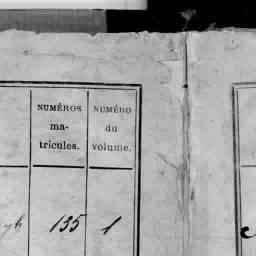 NUMÉROS
ma-
tricules.
NUMÉRO
du
volume.
135 1